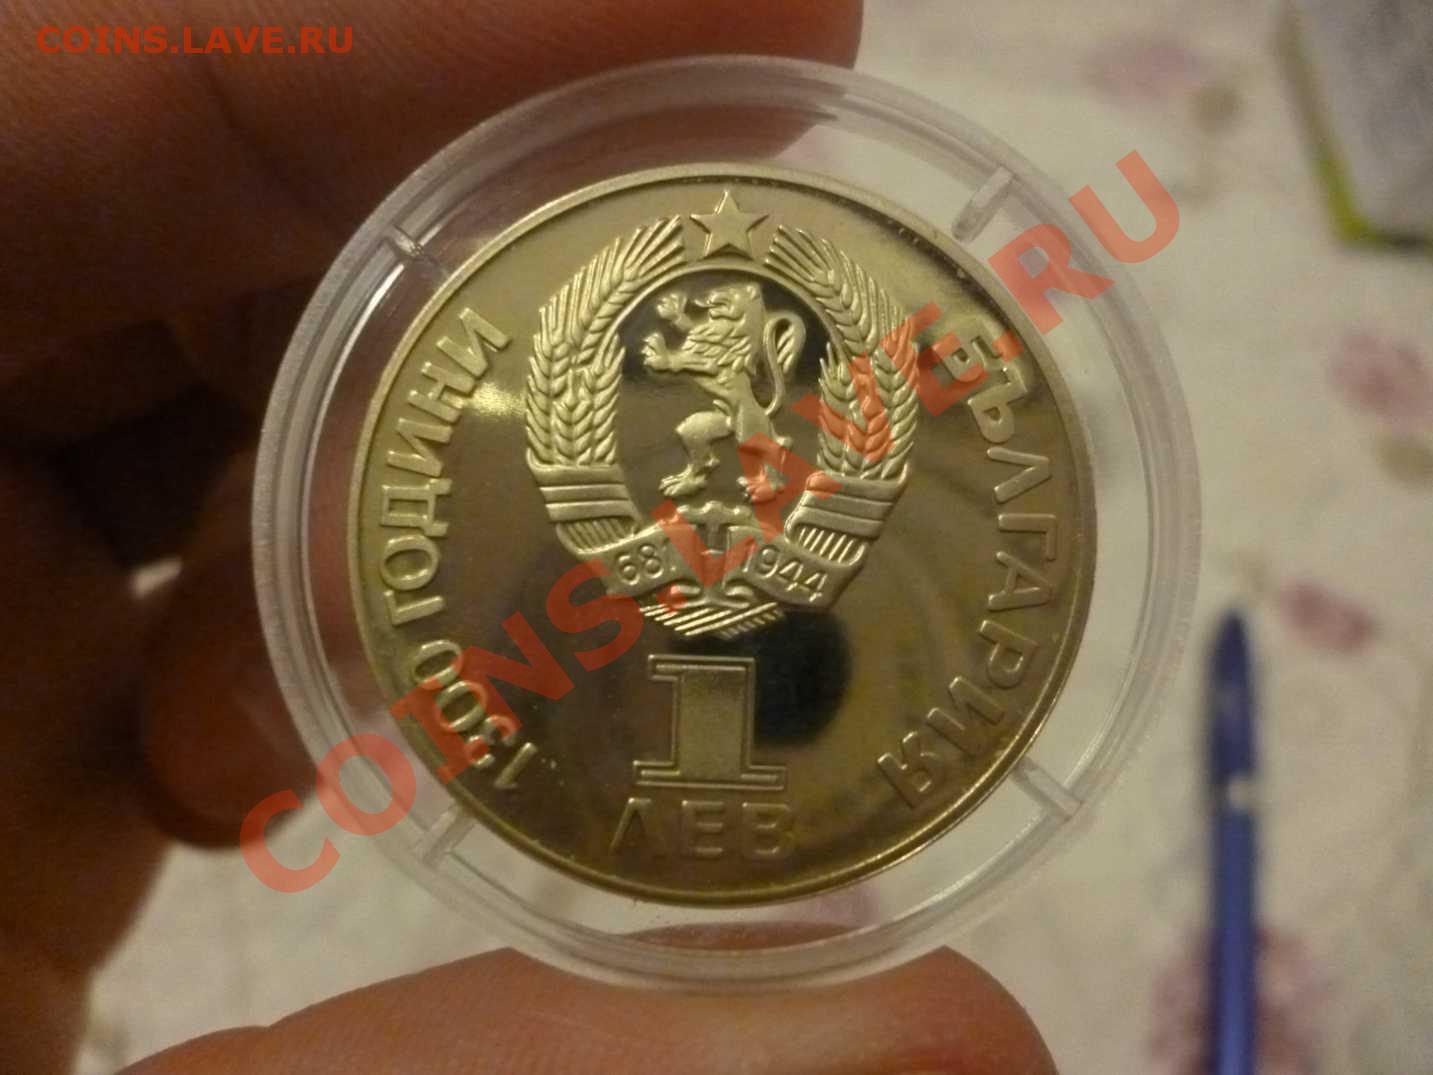 COINS.LAVE.RU
1300 ГОДИНИ БЪЛГАРИЯ
681 1944
1
ЛЕВ
COINS.LAVE.RU